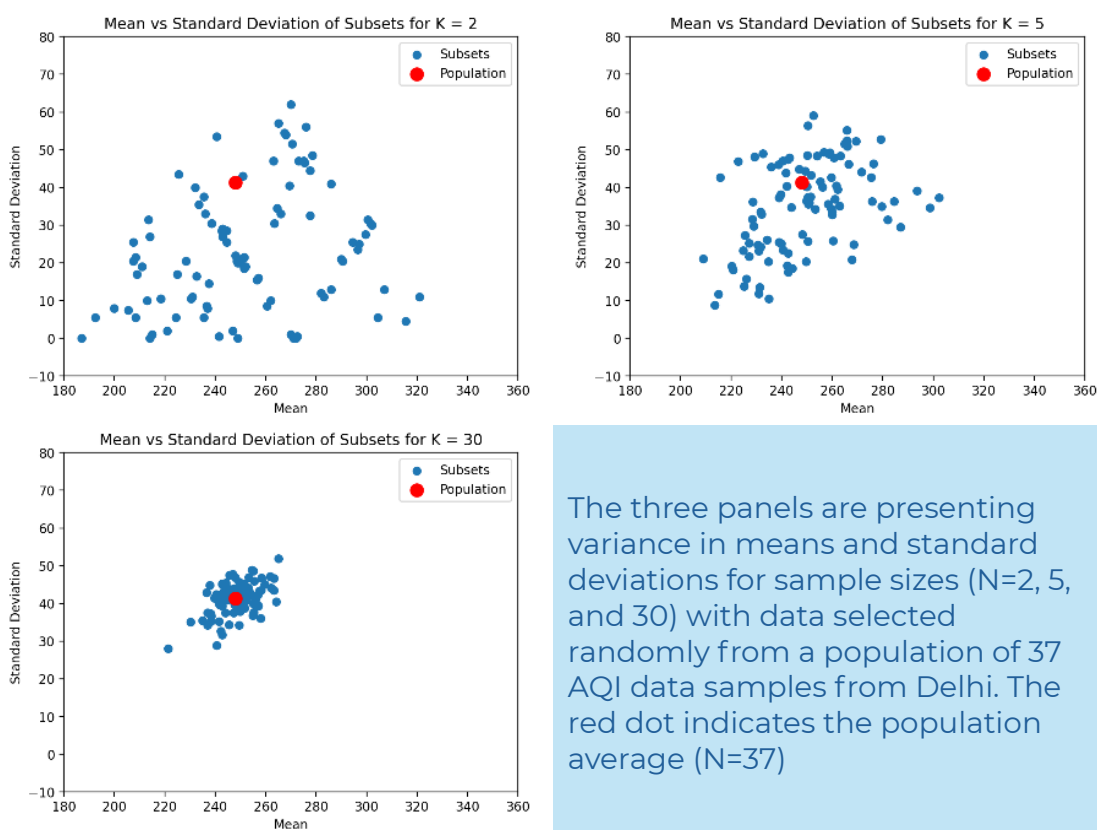 Mean vs Standard Deviation of Subsets for K = 2
80
70
60
50
40
30
20
10
0
−10
Standard Deviation
180 200 220 240 260 280 300 320 340 360
Mean
Subsets
Population
Mean vs Standard Deviation of Subsets for K = 5
80
70
60
50
40
30
20
10
0
−10
Standard Deviation
180 200 220 240 260 280 300 320 340 360
Mean
Subsets
Population
Mean vs Standard Deviation of Subsets for K = 30
80
70
60
50
40
30
20
10
0
−10
Standard Deviation
180 200 220 240 260 280 300 320 340 360
Mean
Subsets
Population
The three panels are presenting
variance in means and standard
deviations for sample sizes (N=2, 5,
and 30) with data selected
randomly from a population of 37
AQI data samples from Delhi. The
red dot indicates the population
average (N=37)